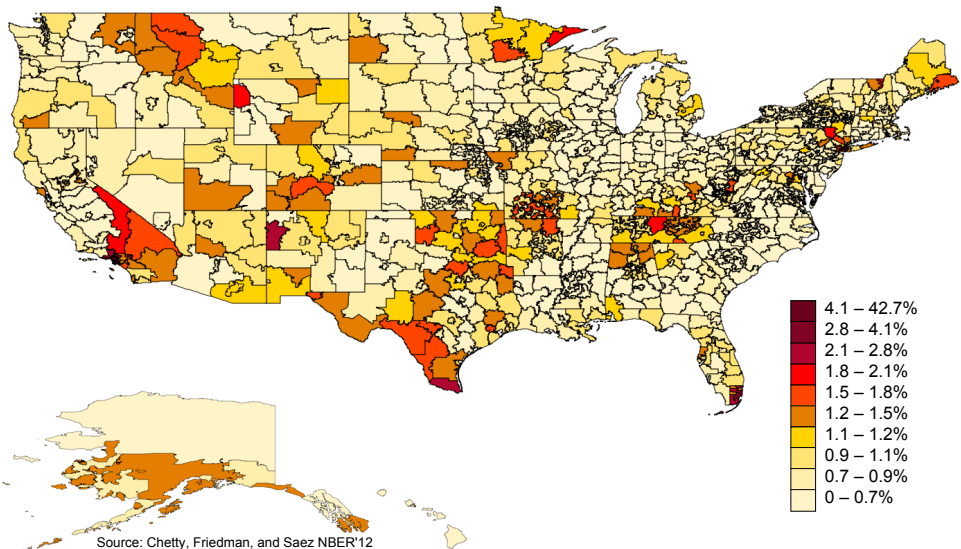 4.1 – 42.7%
2.8 – 4.1%
2.1 – 2.8%
1.8 – 2.1%
1.5 – 1.8%
1.2 – 1.5%
1.1 – 1.2%
0.9 – 1.1%
0.7 – 0.9%
0 – 0.7%
Source: Chetty, Friedman, and Saez NBER'12